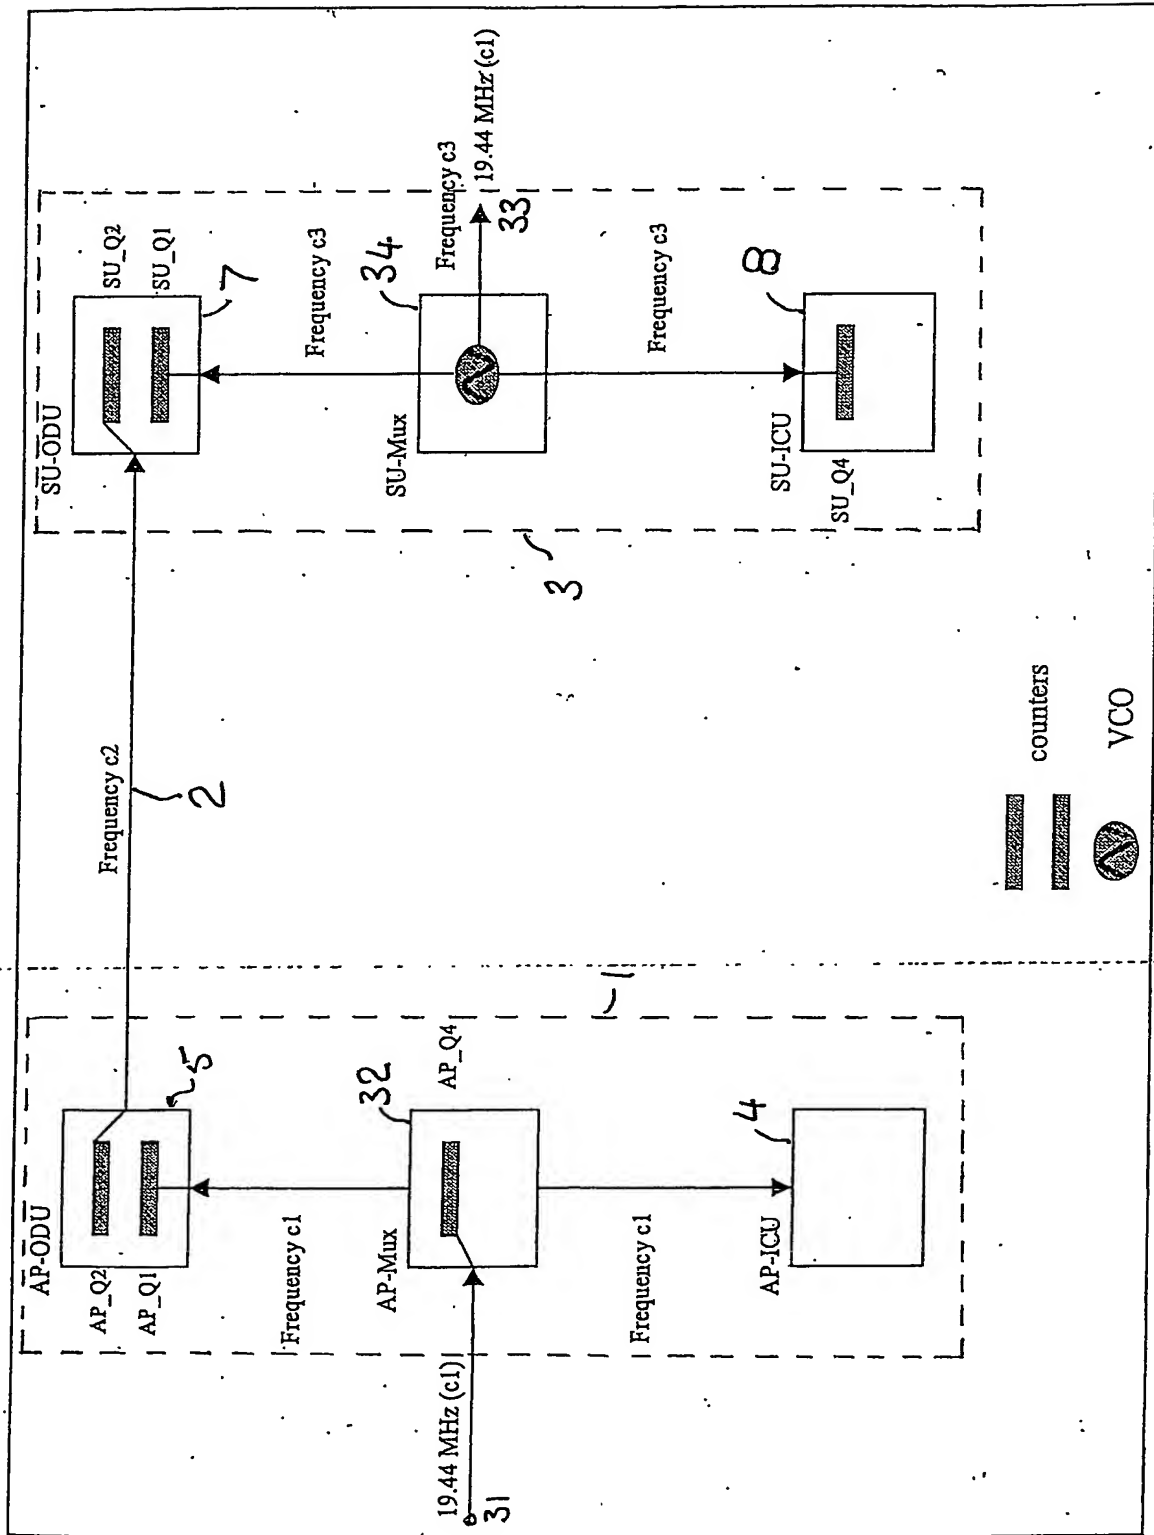 AP-ODU
5
AP_Q2
AP_Q1
Frequency c1
19.44 MHz (c1)
31
AP-Mux
32
AP_Q4
1
Frequency c1
AP-ICU
4
Frequency c2
2
SU-ODU
SU_Q2
SU_Q1
7
Frequency c3
SU-Mux
34
Frequency c3
33
19.44 MHz (c1)
Frequency c3
SU-ICU
8
SU_Q4
3
counters
VCO